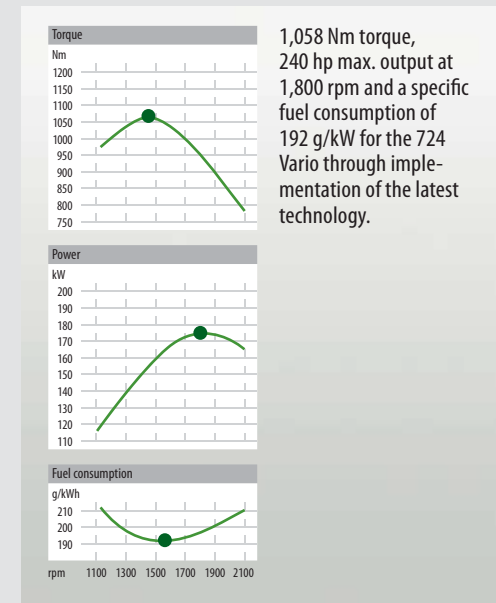 Torque
Nm
1200
1150
1100
1050
1000
950
900
850
800
750
Power
kW
200
190
180
170
160
150
140
130
120
110
Fuel consumption
g/kWh
210
200
190
rpm 1100 1300 1500 1700 1900 2100
1,058 Nm torque,
240 hp max. output at
1,800 rpm and a specific
fuel consumption of
192 g/kW for the 724
Vario through imple-
mentation of the latest
technology.